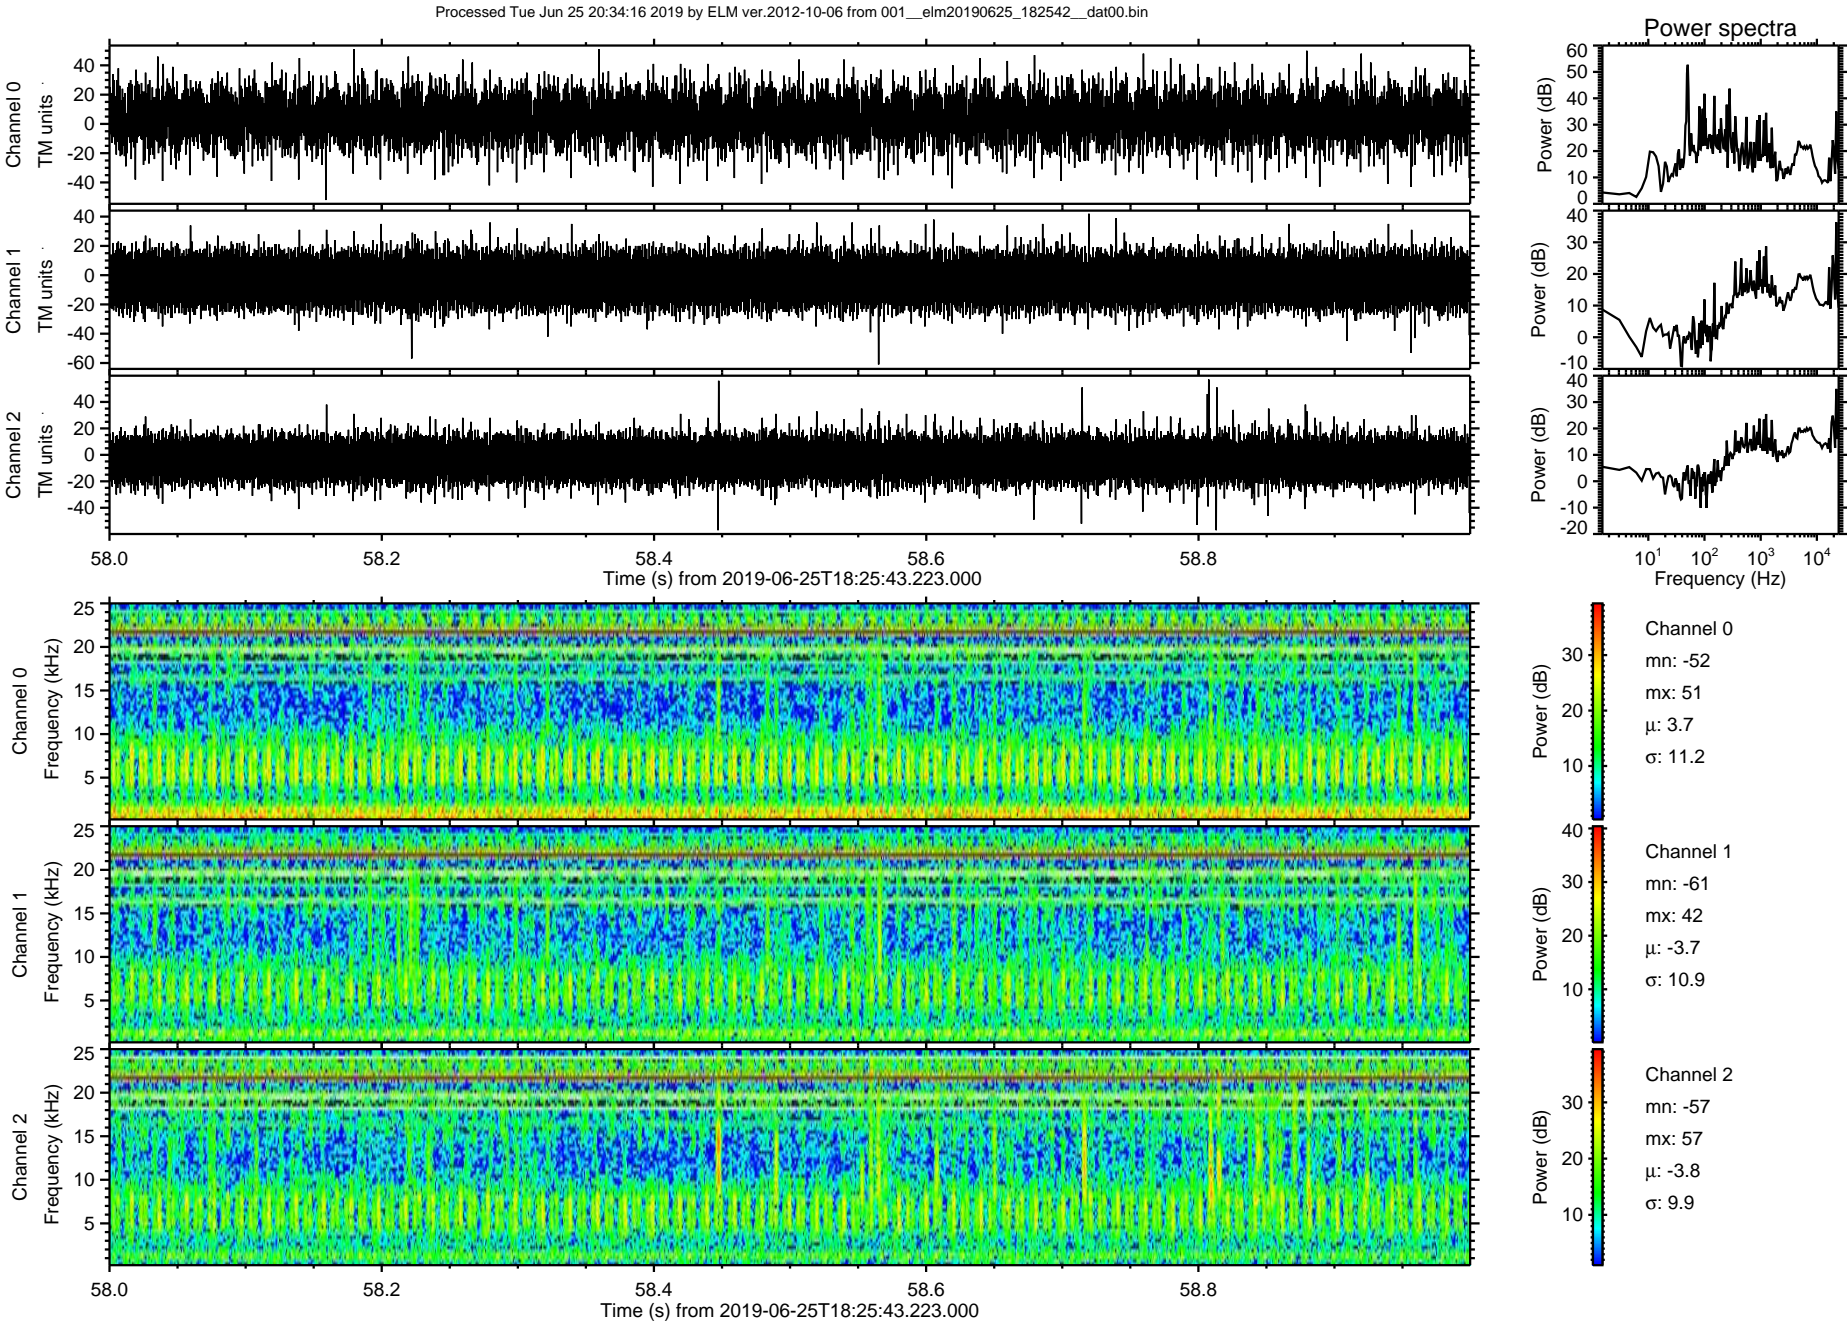 Processed Tue Jun 25 20:34:16 2019 by ELM ver.2012-10-06 from 001__elm20190625_182542__dat00.bin
Power spectra
Channel 0
TM units
40
20
0
-20
-40
Power (dB)
60
50
40
30
20
10
0
Channel 1
TM units
40
20
0
-20
-40
-60
Power (dB)
40
30
20
10
0
-10
Channel 2
TM units
40
20
0
-20
-40
Power (dB)
40
30
20
10
0
-10
-20
58.0 58.2 58.4 58.6 58.8
Time (s) from 2019-06-25T18:25:43.223.000
10¹ 10² 10³ 10⁴
Frequency (Hz)
Channel 0
Frequency (kHz)
25
20
15
10
5
Power (dB)
30
20
10
Channel 0
mn: -52
mx: 51
μ: 3.7
σ: 11.2
Channel 1
Frequency (kHz)
25
20
15
10
5
Power (dB)
40
30
20
10
Channel 1
mn: -61
mx: 42
μ: -3.7
σ: 10.9
Channel 2
Frequency (kHz)
25
20
15
10
5
Power (dB)
30
20
10
Channel 2
mn: -57
mx: 57
μ: -3.8
σ: 9.9
58.0 58.2 58.4 58.6 58.8
Time (s) from 2019-06-25T18:25:43.223.000